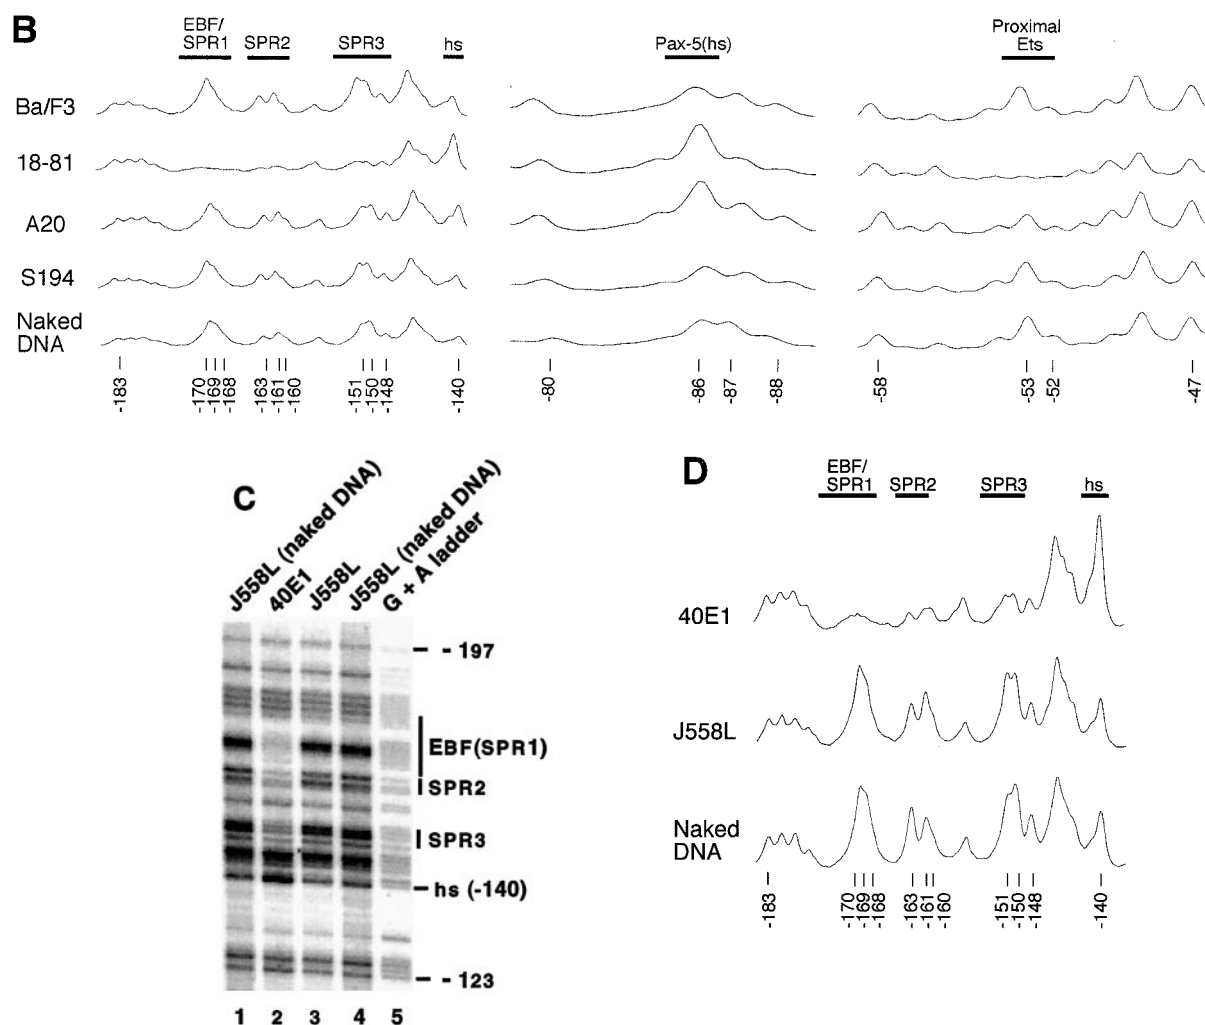 B
EBF/
SPR1 SPR2 SPR3 hs
Pax-5(hs)
Proximal
Ets
Ba/F3
18-81
A20
S194
Naked
DNA
-183 -170 -169 -168 -163 -161 -160 -151 -150 -148 -140
-80 -86 -87 -88
-58 -53 -52 -47
C
J558L (naked DNA)
40E1
J558L
J558L (naked DNA)
G + A ladder
- 197
EBF(SPR1)
SPR2
SPR3
hs (-140)
- 123
1 2 3 4 5
D
EBF/
SPR1 SPR2 SPR3 hs
40E1
J558L
Naked
DNA
-183 -170 -169 -168 -163 -161 -160 -151 -150 -148 -140